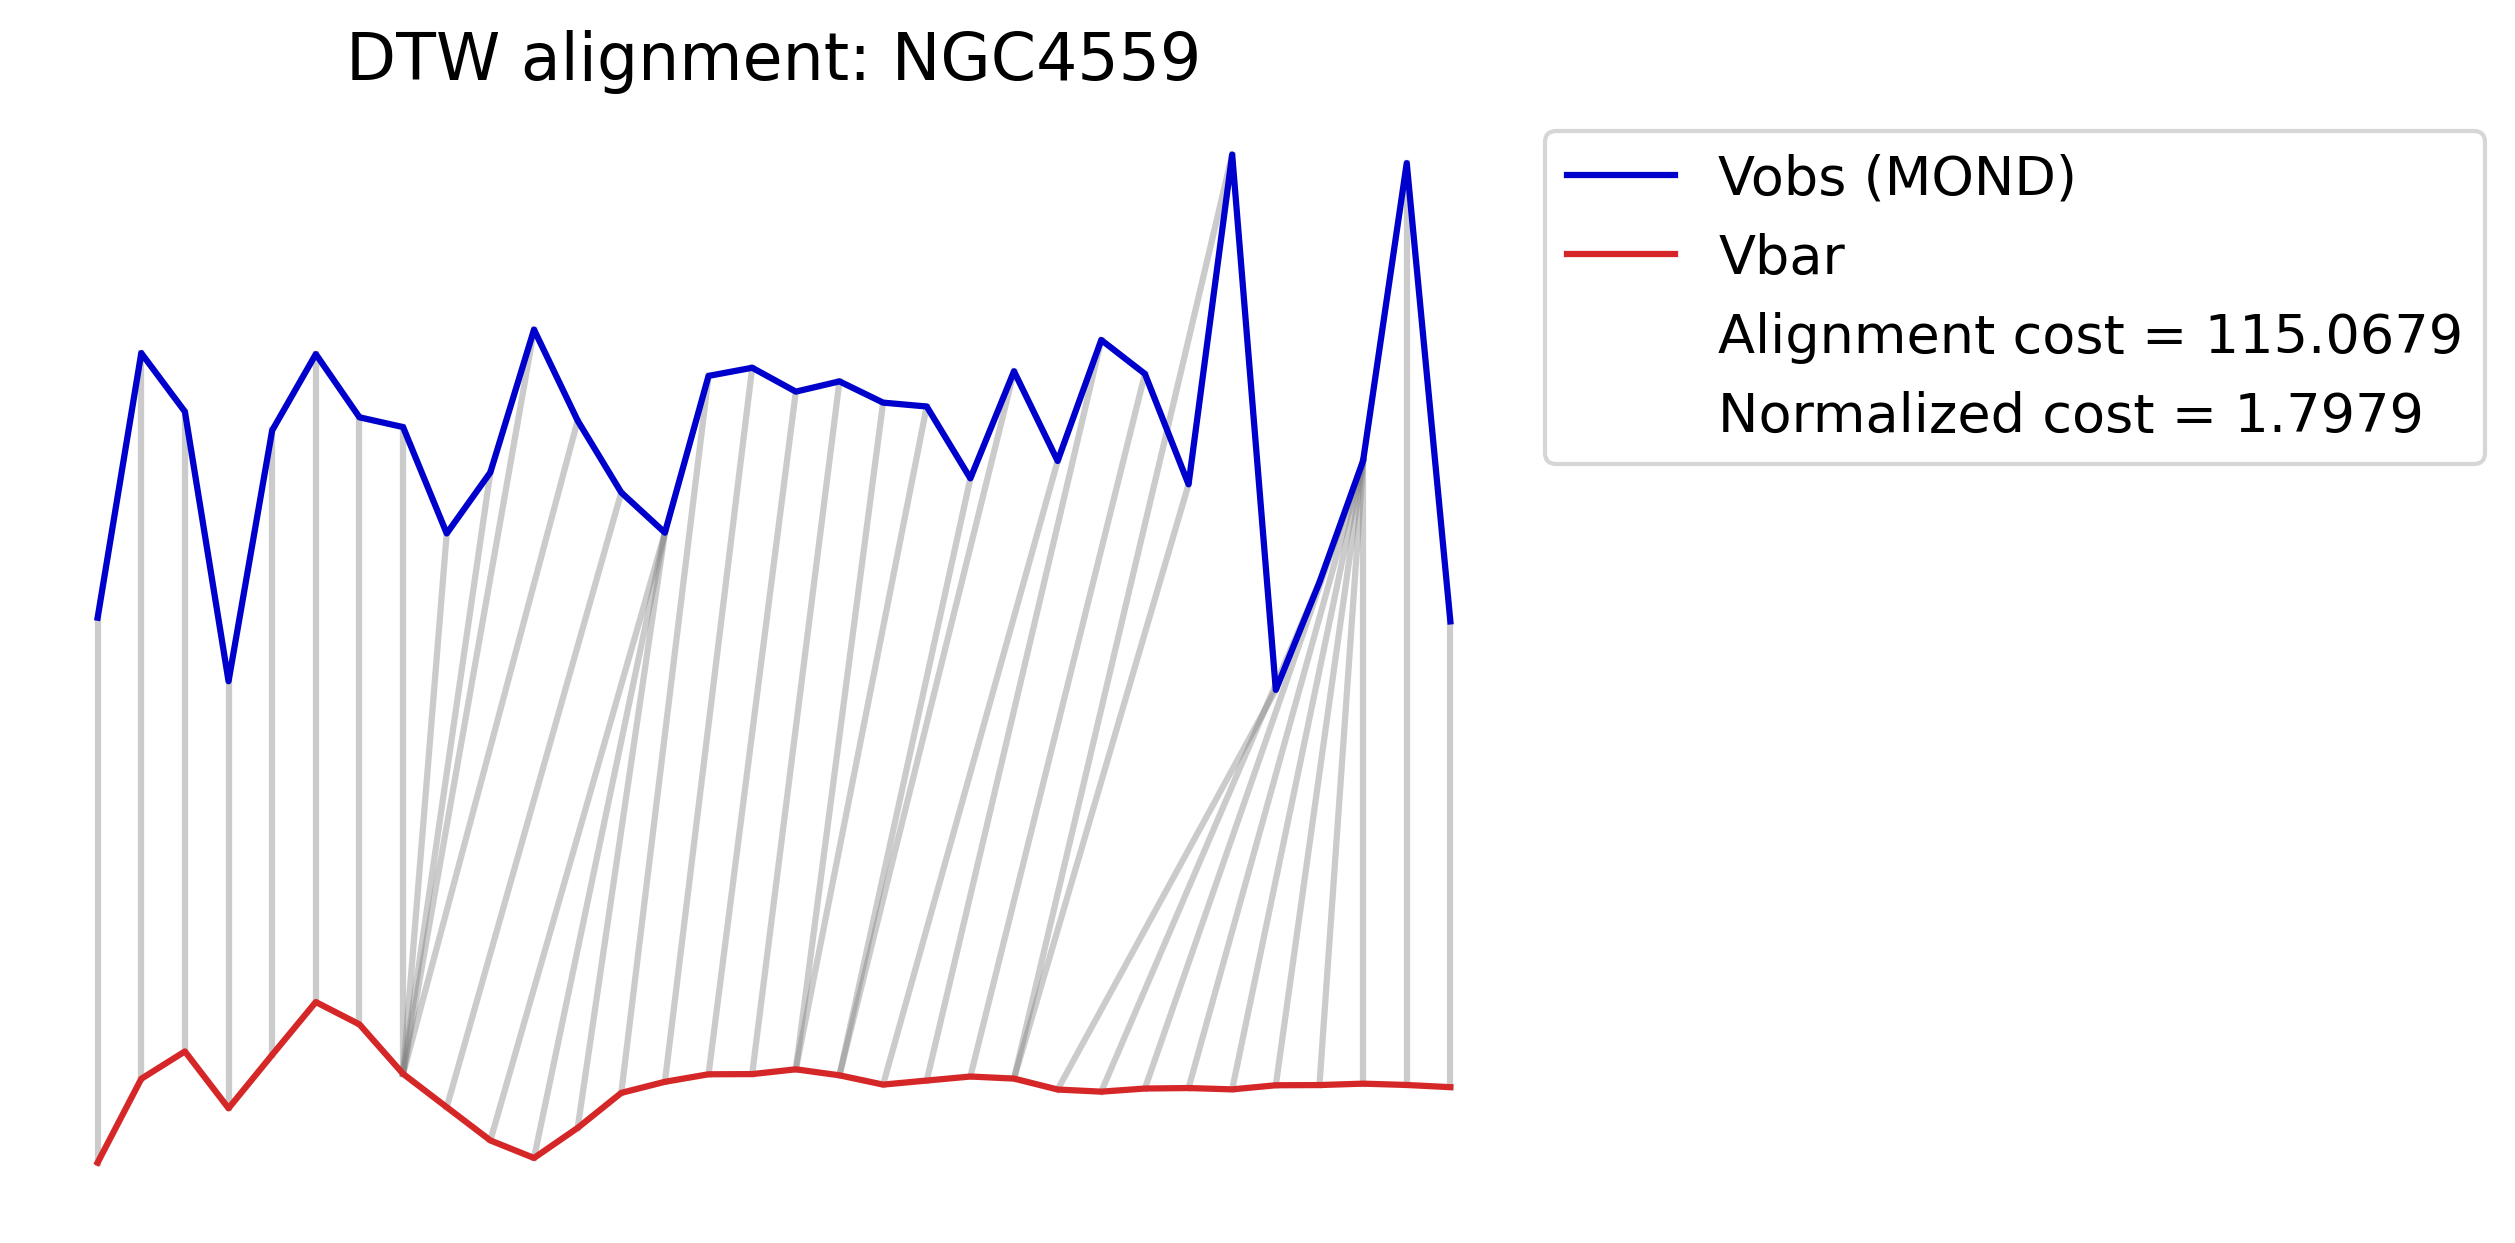 DTW alignment: NGC4559
Vobs (MOND)
Vbar
Alignment cost = 115.0679
Normalized cost = 1.7979